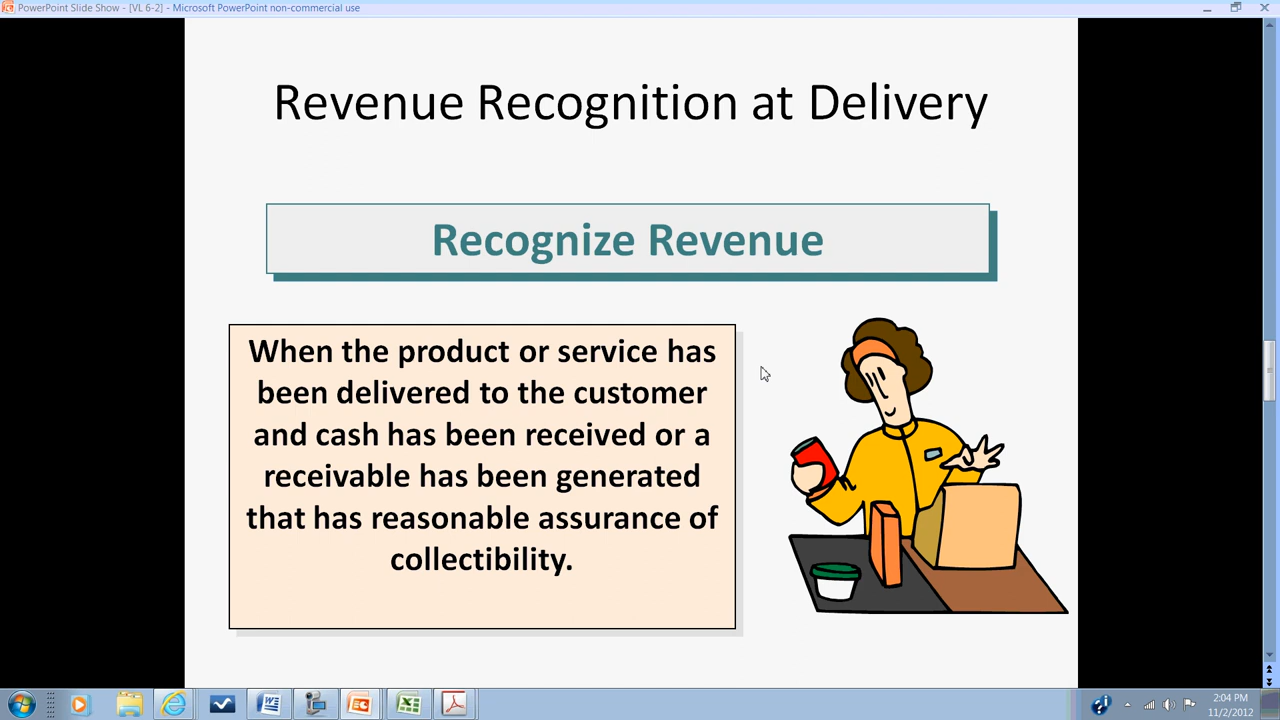 PowerPoint Slide Show - [VL 6-2] - Microsoft PowerPoint non-commercial use
Revenue Recognition at Delivery
Recognize Revenue
When the product or service has
been delivered to the customer
and cash has been received or a
receivable has been generated
that has reasonable assurance of
collectibility.
2:04 PM
11/2/2012